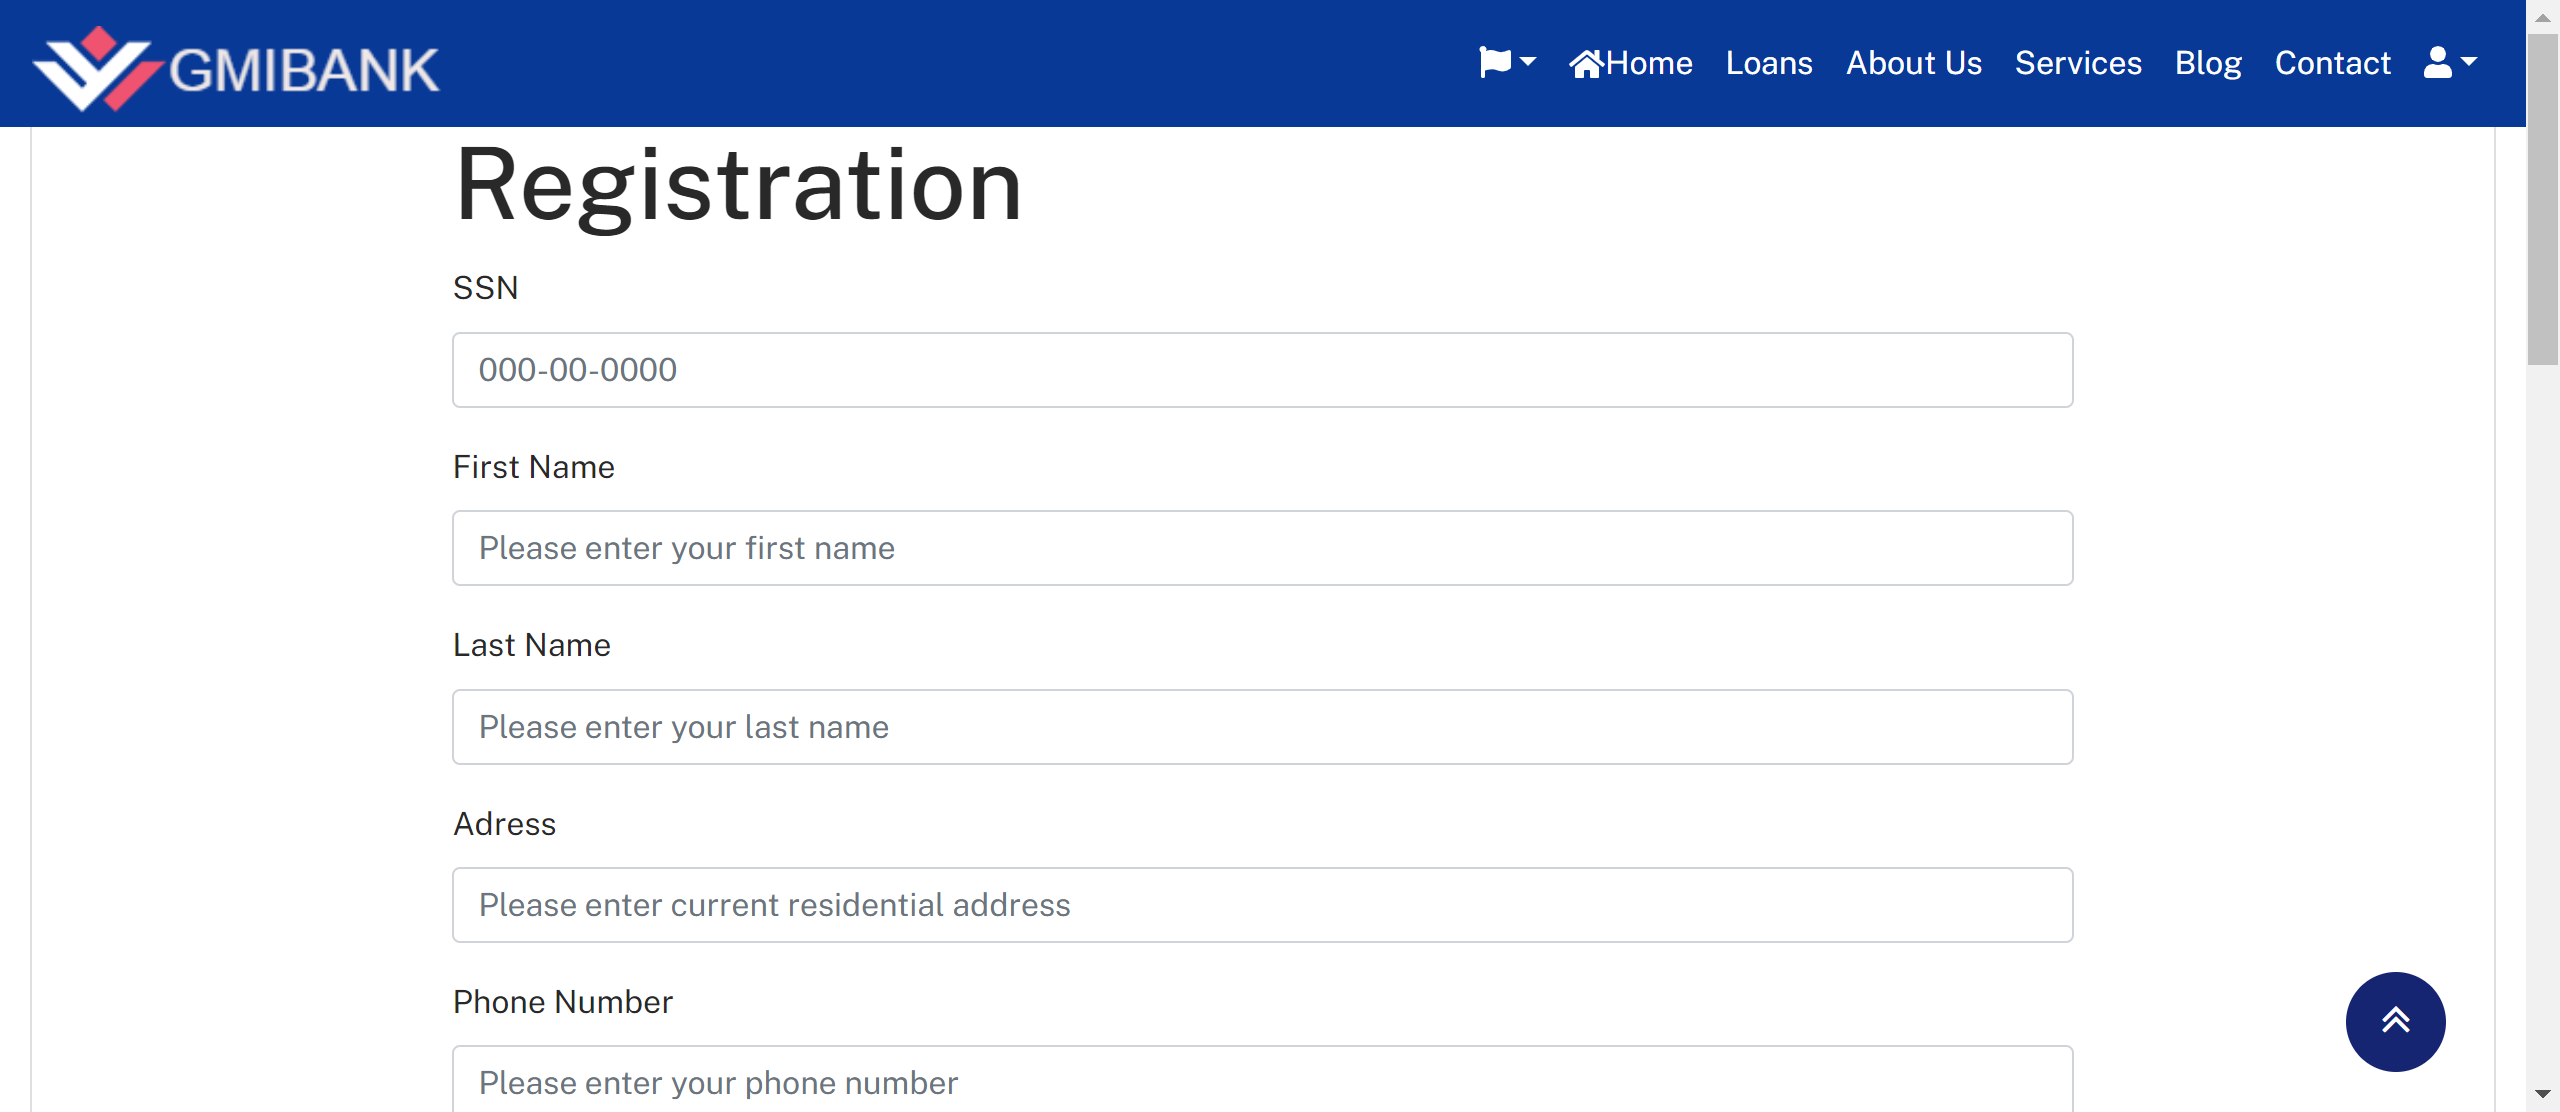 GMIBANK
Home Loans About Us Services Blog Contact
Registration
SSN
000-00-0000
First Name
Please enter your first name
Last Name
Please enter your last name
Adress
Please enter current residential address
Phone Number
Please enter your phone number